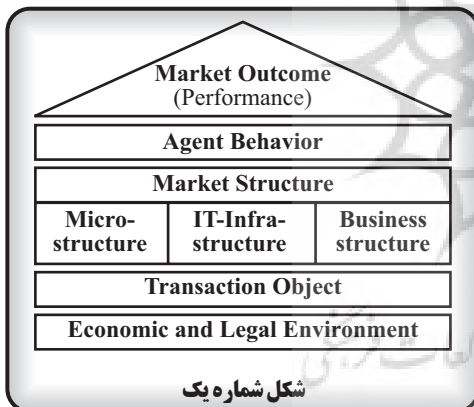 Market Outcome
(Performance)
Agent Behavior
Market Structure
Micro-
structure
IT-Infra-
structure
Business
structure
Transaction Object
Economic and Legal Environment
شکل شماره یک